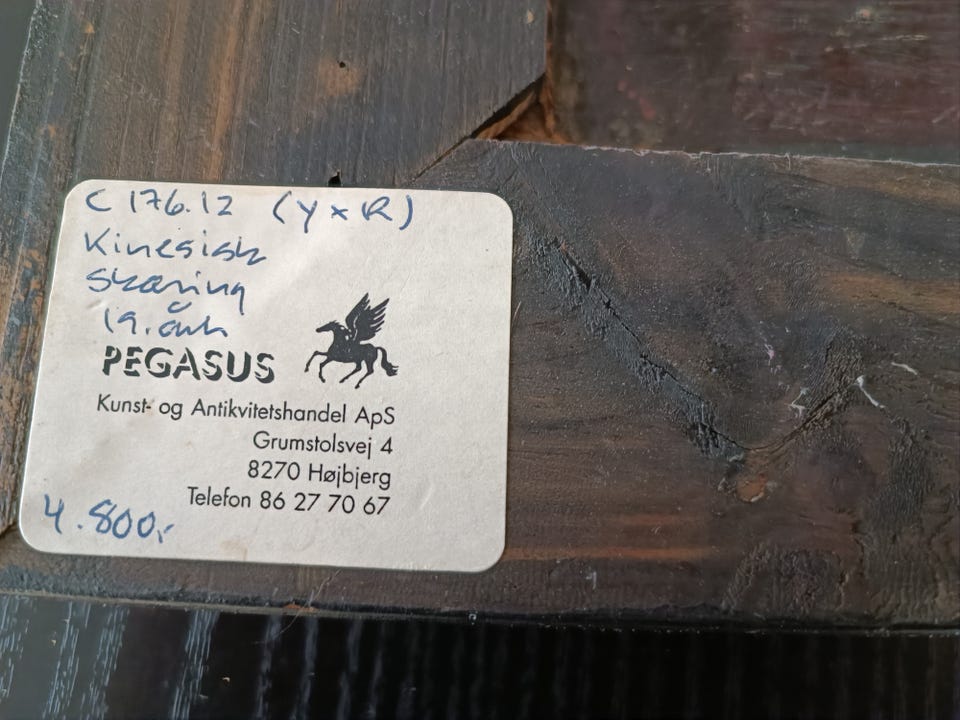 C 176.12 (Y x R)
Kinesisk
skæring
19. årh
PEGASUS
Kunst- og Antikvitetshandel ApS
Grumstolsvej 4
8270 Højbjerg
Telefon 86 27 70 67
4.800,-